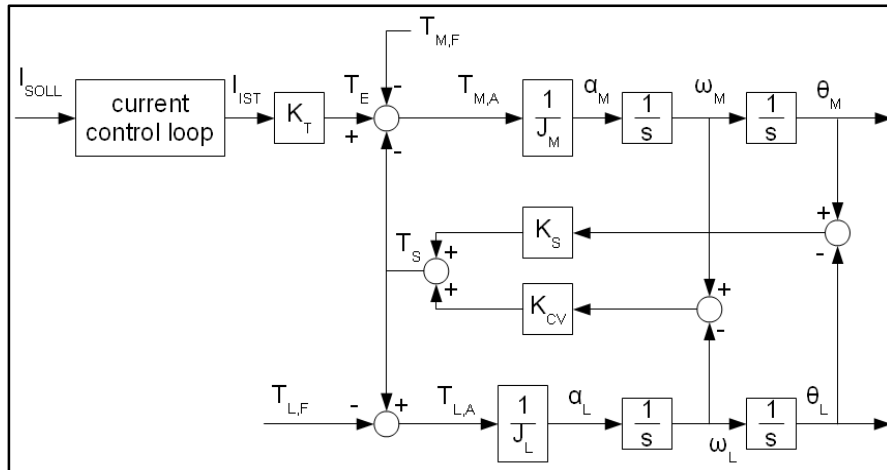 T_M,F
I_SOLL
current
control loop
I_IST
K_T
T_E
+
-
-
T_M,A
1
J_M
α_M
1
s
ω_M
1
s
θ_M
K_S
+
-
T_S
+
+
K_CV
+
-
T_L,F
-
+
T_L,A
1
J_L
α_L
1
s
ω_L
1
s
θ_L